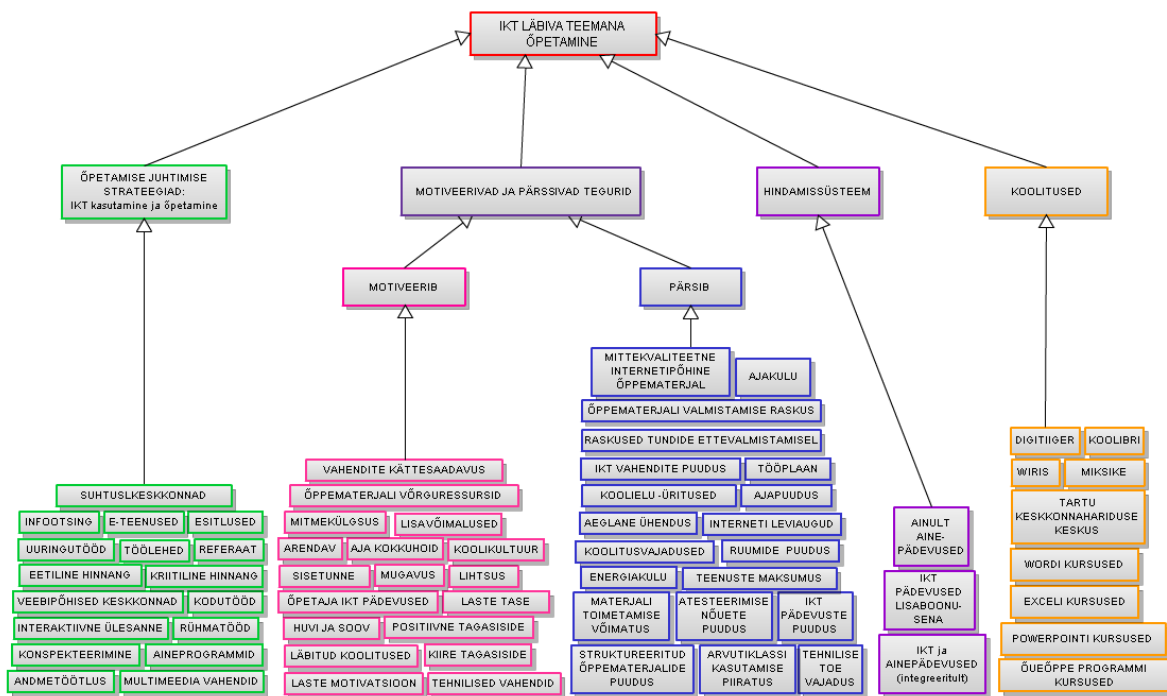 IKT LÄBIVA TEEMANA
ÕPETAMINE
ÕPETAMISE JUHTIMISE
STRATEEGIAD:
IKT kasutamine ja õpetamine
MOTIVEERIVAD JA PÄRSSIVAD TEGURID
HINDAMISSÜSTEEM
KOOLITUSED
MOTIVEERIB
PÄRSIB
SUHTLUSKESKKONNAD
INFOOTSING
E-TEENUSED
ESITLUSED
UURINGUTÖÖD
TÖÖLEHED
REFERAAT
EETILINE HINNANG
KRIITILINE HINNANG
VEEBIPÕHISED KESKKONNAD
KODUTÖÖD
INTERAKTIIVNE ÜLESANNE
RÜHMATÖÖD
KONSPEKTEERIMINE
AINEPROGRAMMID
ANDMETÖÖTLUS
MULTIMEEDIA VAHENDID
VAHENDITE KÄTTESAADAVUS
ÕPPEMATERJALI VÕRGURESSURSID
MITMEKÜLGSUS
LISAVÕIMALUSED
ARENDAV
AJA KOKKUHOID
KOOLIKULTUUR
SISETUNNE
MUGAVUS
LIHTSUS
ÕPETAJA IKT PÄDEVUSED
LASTE TASE
HUVI JA SOOV
POSITIIVNE TAGASISIDE
LÄBITUD KOOLITUSED
KIIRE TAGASISIDE
LASTE MOTIVATSIOON
TEHNILISED VAHENDID
MITTEKVALITEETNE
INTERNETIPÕHINE
ÕPPEMATERJAL
AJAKULU
ÕPPEMATERJALI VALMISTAMISE RASKUS
RASKUSED TUNDIDE ETTEVALMISTAMISEL
IKT VAHENDITE PUUDUS
TÖÖPLAAN
KOOLIELU -ÜRITUSED
AJAPUUDUS
AEGLANE ÜHENDUS
INTERNETI LEVIAUGUD
KOOLITUSVAJADUSED
RUUMIDE PUUDUS
ENERGIAKULU
TEENUSTE MAKSUMUS
MATERJALI
TOIMETAMISE
VÕIMATUS
ATESTEERIMISE
NÕUETE
PUUDUS
IKT
PÄDEVUSTE
PUUDUS
STRUKTUREERITUD
ÕPPEMATERJALIDE
PUUDUS
ARVUTIKLASSI
KASUTAMISE
PIIRATUS
TEHNILISE
TOE
VAJADUS
AINULT
AINE-
PÄDEVUSED
IKT
PÄDEVUSED
LISABOONU-
SENA
IKT ja
AINEPÄDEVUSED
(integreeritult)
DIGITIIGER
KOOLIBRI
WIRIS
MIKSIKE
TARTU
KESKKONNAHARIDUSE
KESKUS
WORDI KURSUSED
EXCELI KURSUSED
POWERPOINTI KURSUSED
ÕUEÕPPE PROGRAMMI
KURSUSED